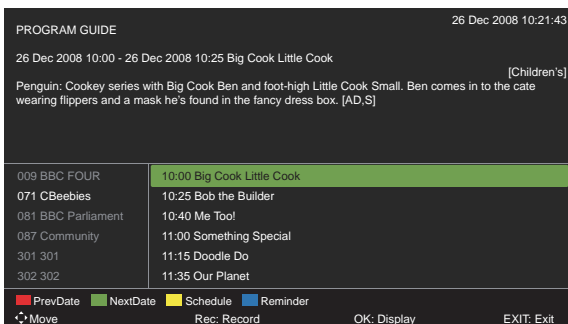 26 Dec 2008 10:21:43
PROGRAM GUIDE
26 Dec 2008 10:00 - 26 Dec 2008 10:25 Big Cook Little Cook
[Children's]
Penguin: Cookey series with Big Cook Ben and foot-high Little Cook Small. Ben comes in to the cate
wearing flippers and a mask he's found in the fancy dress box. [AD,S]
009 BBC FOUR 10:00 Big Cook Little Cook
071 CBeebies 10:25 Bob the Builder
081 BBC Parliament 10:40 Me Too!
087 Community 11:00 Something Special
301 301 11:15 Doodle Do
302 302 11:35 Our Planet
PrevDate NextDate Schedule Reminder
Move Rec: Record OK: Display EXIT: Exit